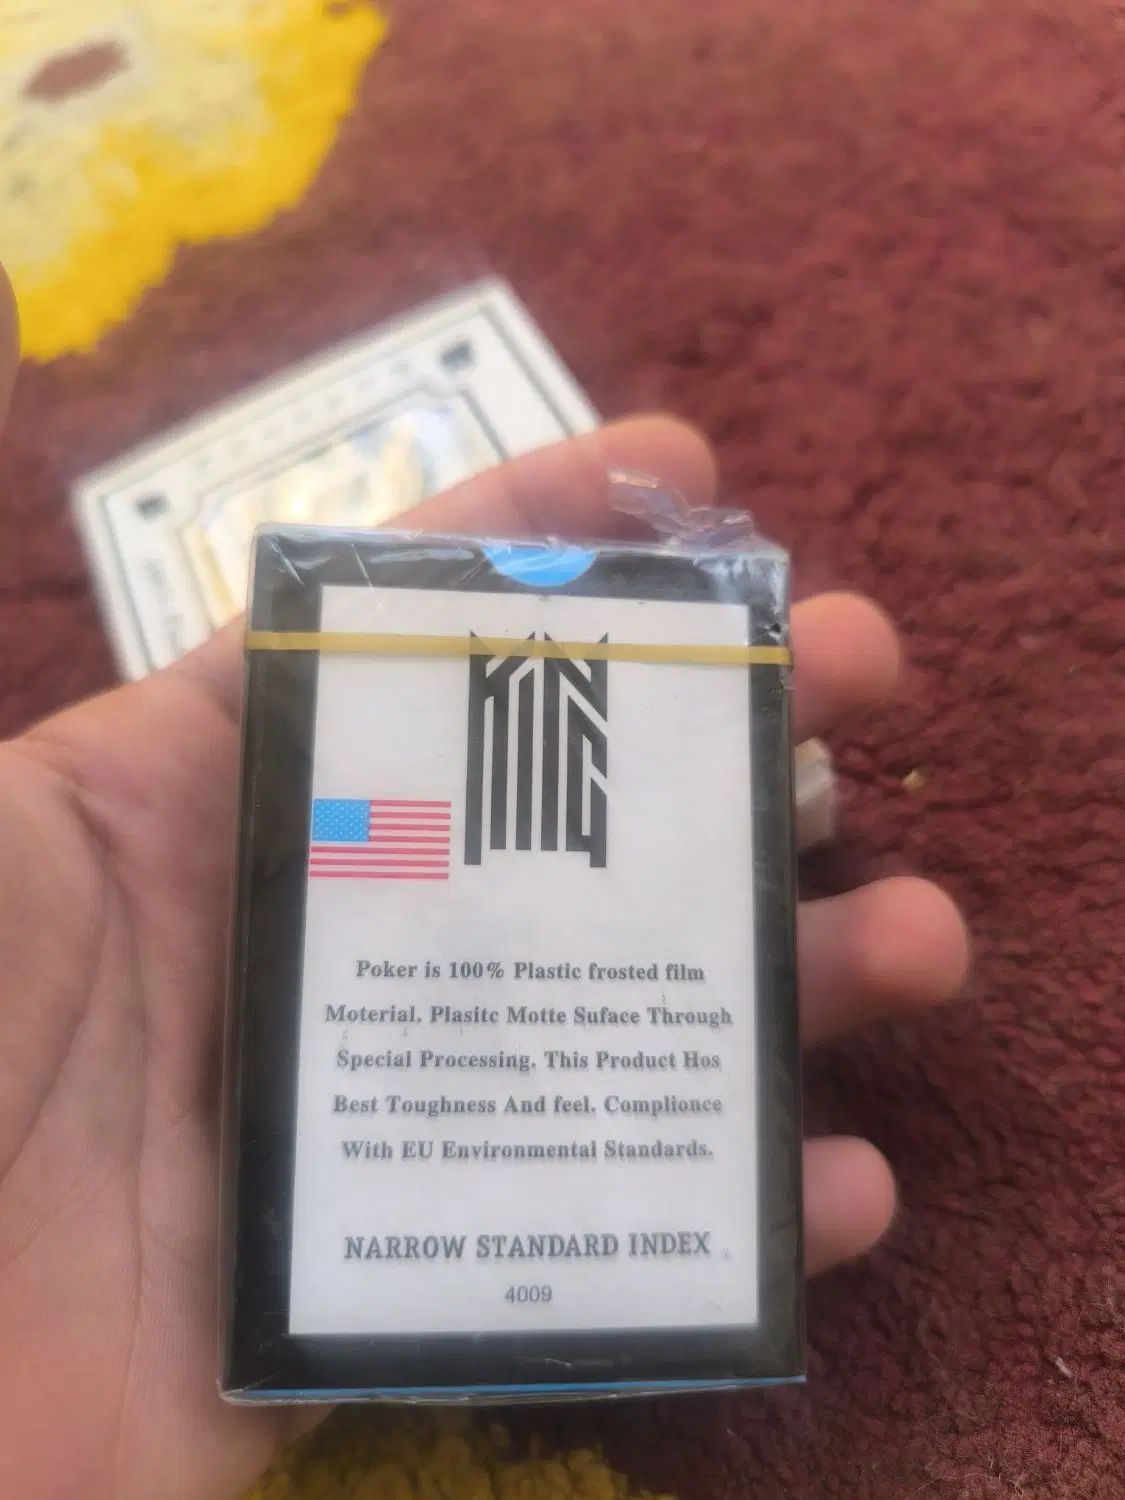 KING
Poker is 100% Plastic frosted film
Moterial. Plasitc Motte Suface Through
Special Processing. This Product Hos
Best Toughness And feel. Complionce
With EU Environmental Standards.
NARROW STANDARD INDEX
4009